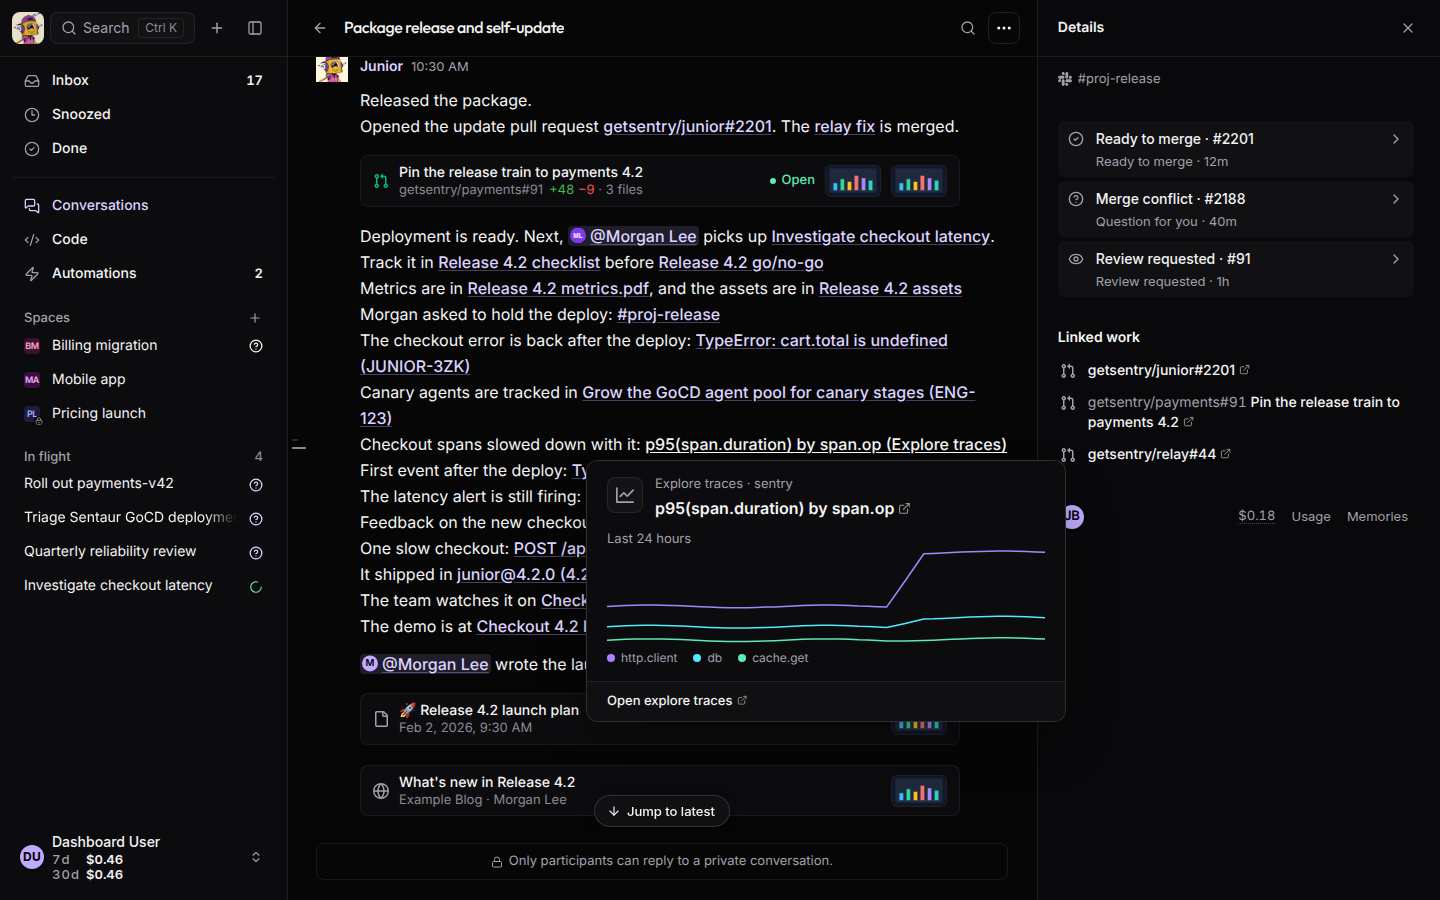 Search Ctrl K
Inbox 17
Snoozed
Done
Conversations
Code
Automations 2
Spaces
BM Billing migration
MA Mobile app
PL Pricing launch
In flight 4
Roll out payments-v42
Triage Sentaur GoCD deployme
Quarterly reliability review
Investigate checkout latency
DU Dashboard User
7d $0.46
30d $0.46
Package release and self-update
Junior 10:30 AM
Released the package.
Opened the update pull request getsentry/junior#2201. The relay fix is merged.
Pin the release train to payments 4.2
getsentry/payments#91 +48 −9 · 3 files
Open
Deployment is ready. Next, ML @Morgan Lee picks up Investigate checkout latency.
Track it in Release 4.2 checklist before Release 4.2 go/no-go
Metrics are in Release 4.2 metrics.pdf, and the assets are in Release 4.2 assets
Morgan asked to hold the deploy: #proj-release
The checkout error is back after the deploy: TypeError: cart.total is undefined
(JUNIOR-3ZK)
Canary agents are tracked in Grow the GoCD agent pool for canary stages (ENG-
123)
Checkout spans slowed down with it: p95(span.duration) by span.op (Explore traces)
First event after the deploy: Ty
The latency alert is still firing:
Feedback on the new checkou
One slow checkout: POST /ap
It shipped in junior@4.2.0 (4.2
The team watches it on Check
The demo is at Checkout 4.2 l
M @Morgan Lee wrote the lau
🚀 Release 4.2 launch plan
Feb 2, 2026, 9:30 AM
What's new in Release 4.2
Example Blog · Morgan Lee
Jump to latest
Only participants can reply to a private conversation.
Explore traces · sentry
p95(span.duration) by span.op
Last 24 hours
http.client db cache.get
Open explore traces
Details
#proj-release
Ready to merge · #2201
Ready to merge · 12m
Merge conflict · #2188
Question for you · 40m
Review requested · #91
Review requested · 1h
Linked work
getsentry/junior#2201
getsentry/payments#91 Pin the release train to
payments 4.2
getsentry/relay#44
JB $0.18 Usage Memories